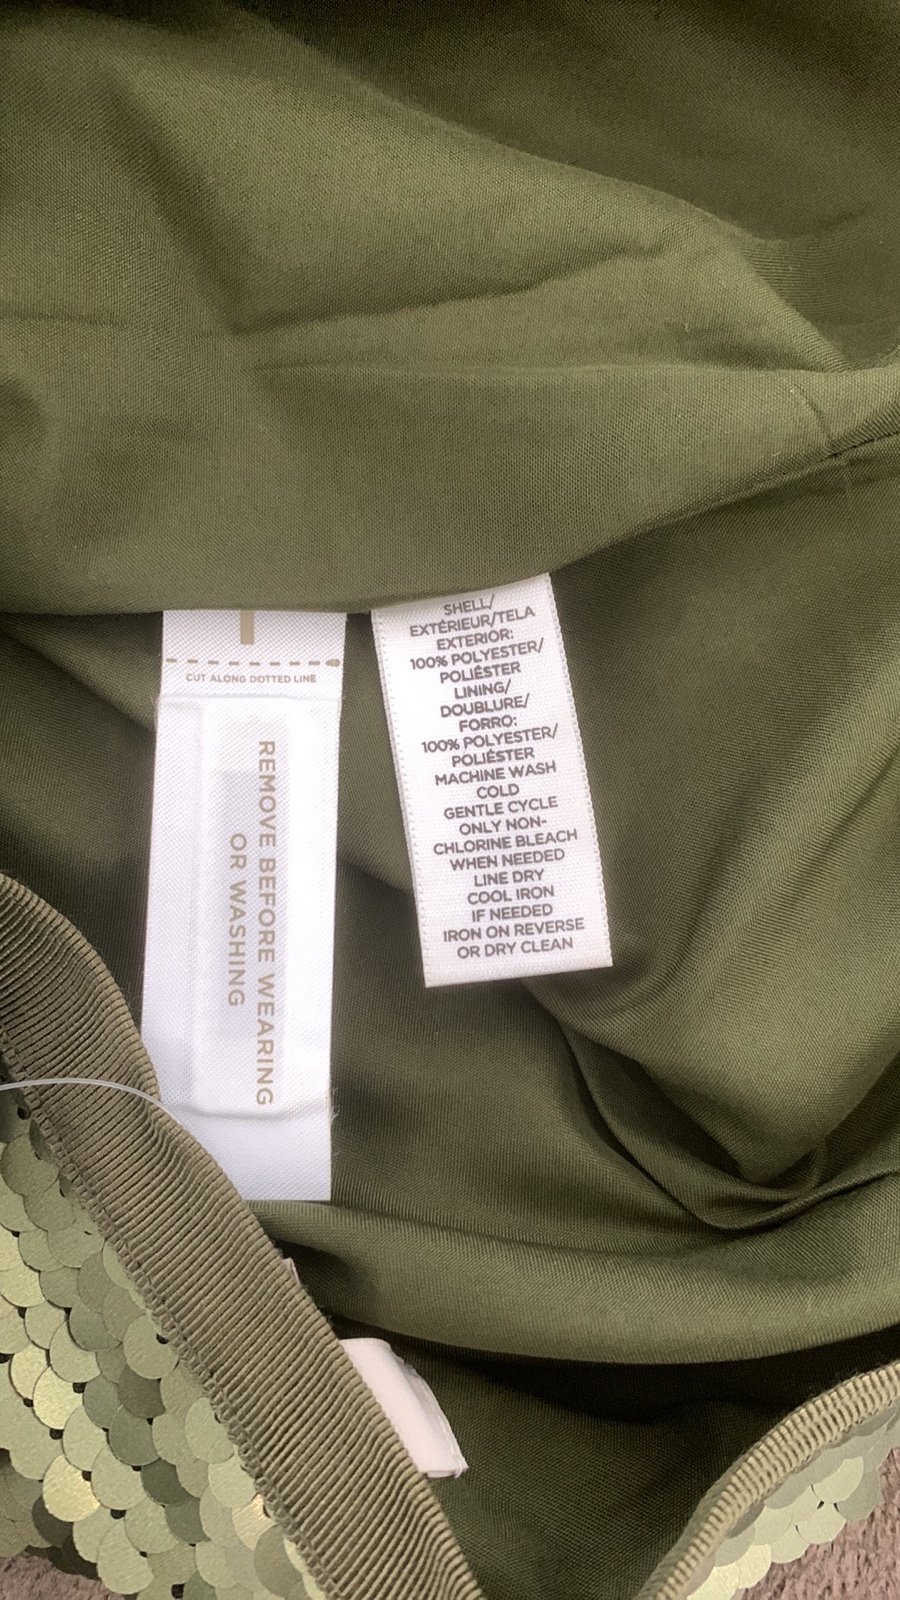 CUT ALONG DOTTED LINE
REMOVE BEFORE WEARING
OR WASHING
SHELL/
EXTÉRIEUR/TELA
EXTERIOR:
100% POLYESTER/
POLIÉSTER
LINING/
DOUBLURE/
FORRO:
100% POLYESTER/
POLIÉSTER
MACHINE WASH
COLD
GENTLE CYCLE
ONLY NON-
CHLORINE BLEACH
WHEN NEEDED
LINE DRY
COOL IRON
IF NEEDED
IRON ON REVERSE
OR DRY CLEAN